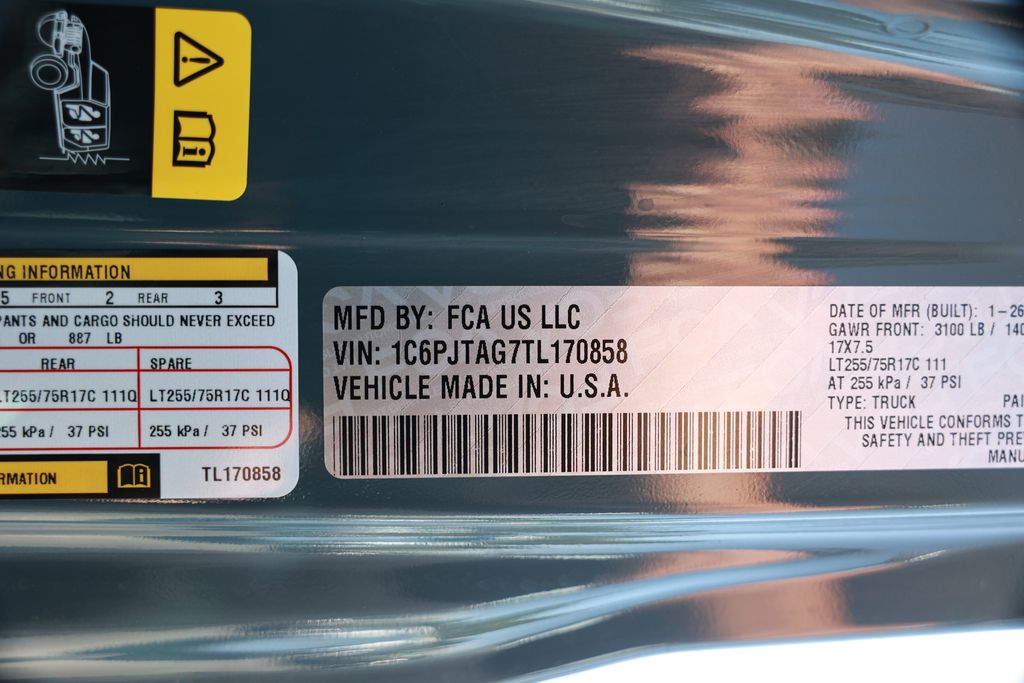 NG INFORMATION
5 FRONT 2 REAR 3
PANTS AND CARGO SHOULD NEVER EXCEED
OR 887 LB
REAR SPARE
LT255/75R17C 111Q LT255/75R17C 111Q
255 kPa / 37 PSI 255 kPa / 37 PSI
RMATION
TL170858
MFD BY: FCA US LLC
VIN: 1C6PJTAG7TL170858
VEHICLE MADE IN: U.S.A.
DATE OF MFR (BUILT): 1-26
GAWR FRONT: 3100 LB / 140
17X7.5
LT255/75R17C 111
AT 255 kPa / 37 PSI
TYPE: TRUCK PAI
THIS VEHICLE CONFORMS T
SAFETY AND THEFT PRE
MANU